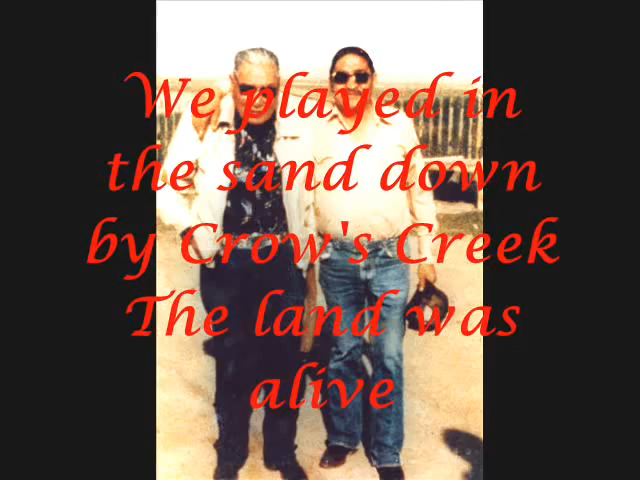 We played in
the sand down
by Crow's Creek
The land was
alive